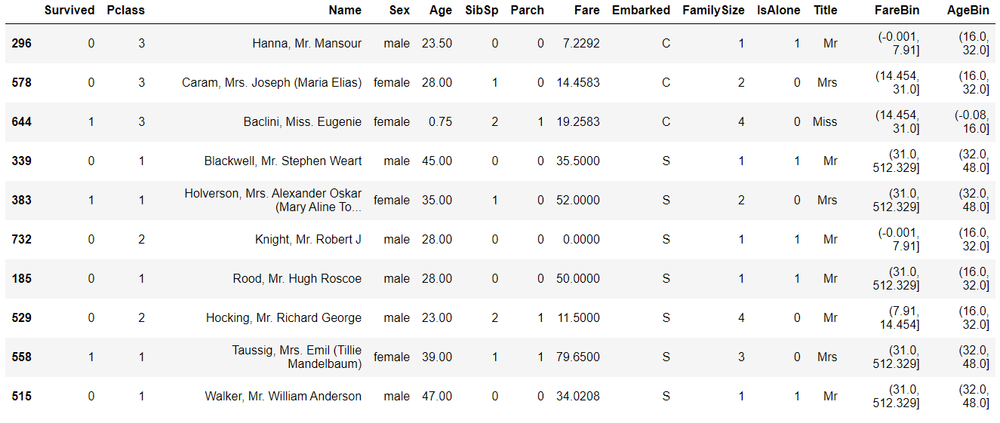 Survived Pclass Name Sex Age SibSp Parch Fare Embarked FamilySize IsAlone Title FareBin AgeBin
296 0 3 Hanna, Mr. Mansour male 23.50 0 0 7.2292 C 1 1 Mr (-0.001, 7.91] (16.0, 32.0]
578 0 3 Caram, Mrs. Joseph (Maria Elias) female 28.00 1 0 14.4583 C 2 0 Mrs (14.454, 31.0] (16.0, 32.0]
644 1 3 Baclini, Miss. Eugenie female 0.75 2 1 19.2583 C 4 0 Miss (14.454, 31.0] (-0.08, 16.0]
339 0 1 Blackwell, Mr. Stephen Weart male 45.00 0 0 35.5000 S 1 1 Mr (31.0, 512.329] (32.0, 48.0]
383 1 1 Holverson, Mrs. Alexander Oskar (Mary Aline To... female 35.00 1 0 52.0000 S 2 0 Mrs (31.0, 512.329] (32.0, 48.0]
732 0 2 Knight, Mr. Robert J male 28.00 0 0 0.0000 S 1 1 Mr (-0.001, 7.91] (16.0, 32.0]
185 0 1 Rood, Mr. Hugh Roscoe male 28.00 0 0 50.0000 S 1 1 Mr (31.0, 512.329] (16.0, 32.0]
529 0 2 Hocking, Mr. Richard George male 23.00 2 1 11.5000 S 4 0 Mr (7.91, 14.454] (16.0, 32.0]
558 1 1 Taussig, Mrs. Emil (Tillie Mandelbaum) female 39.00 1 1 79.6500 S 3 0 Mrs (31.0, 512.329] (32.0, 48.0]
515 0 1 Walker, Mr. William Anderson male 47.00 0 0 34.0208 S 1 1 Mr (31.0, 512.329] (32.0, 48.0]